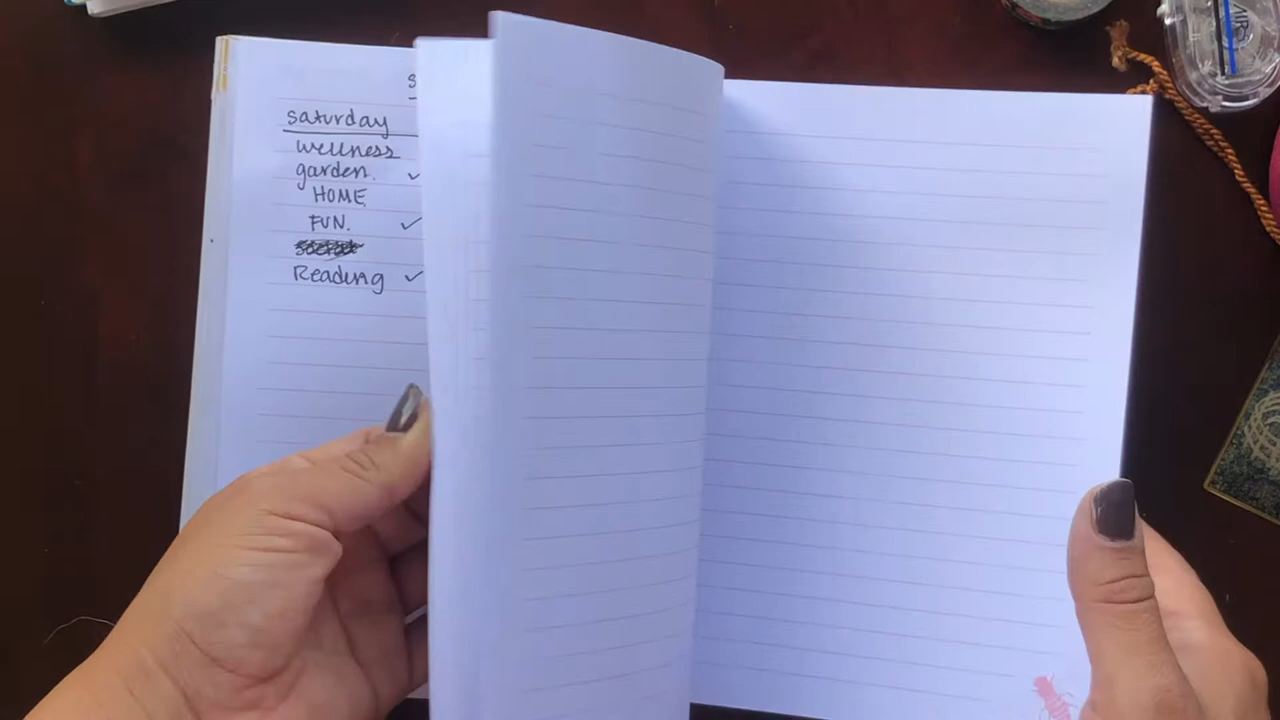 s
saturday
wellness
garden. ✓
HOME
FUN. ✓
Reading ✓